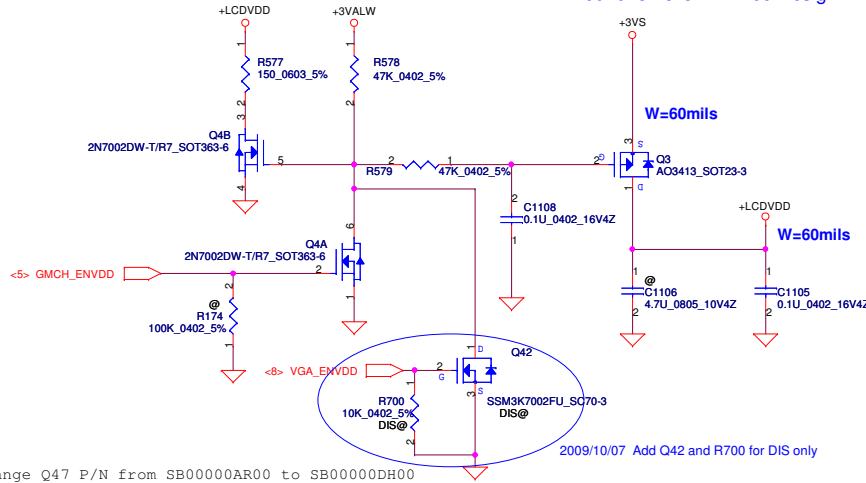 +LCDVDD
+3VALW
+3VS
1
R577
150_0603_5%
2
1
R578
47K_0402_5%
2
W=60mils
3
Q4B
2N7002DW-T/R7_SOT363-6
5
4
2
1
R579
47K_0402_5%
2
G
3
S
Q3
AO3413_SOT23-3
1
D
2
C1108
0.1U_0402_16V4Z
1
+LCDVDD
W=60mils
6
Q4A
2N7002DW-T/R7_SOT363-6
2
1
<5> GMCH_ENVDD
2
@
R174
100K_0402_5%
1
1
@
C1106
4.7U_0805_10V4Z
2
1
C1105
0.1U_0402_16V4Z
2
1
D
Q42
<8> VGA_ENVDD
2
G
3
S
SSM3K7002FU_SC70-3
DIS@
1
R700
10K_0402_5%
DIS@
2
2009/10/07 Add Q42 and R700 for DIS only
ange Q47 P/N from SB00000AR00 to SB00000DH00